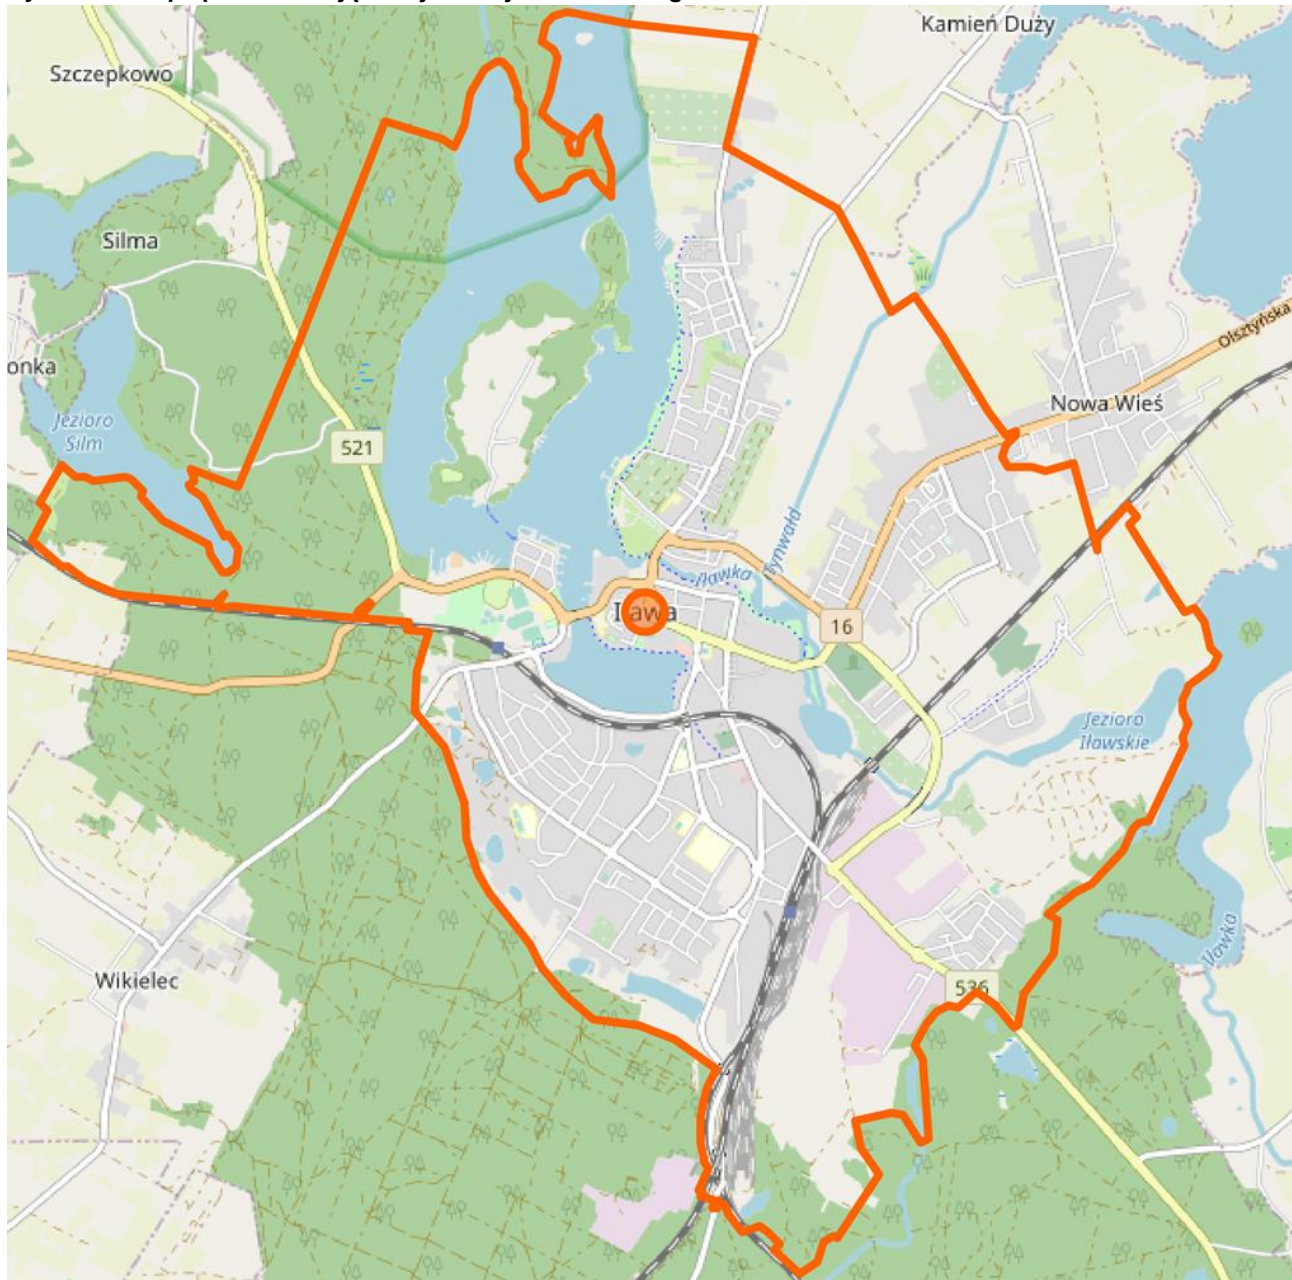 Kamień Duży
Szczepkowo
Silma
Olsztyńska
onka
Nowa Wieś
Jezioro
Silm
521
Tynwałd
Iławka
Iława
16
Jezioro
Iławskie
Iławka
Wikielec
536